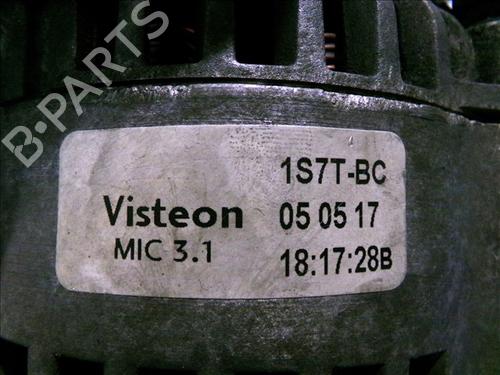 B-PARTS
1S7T-BC
Visteon 05 05 17
MIC 3.1 18:17:28B